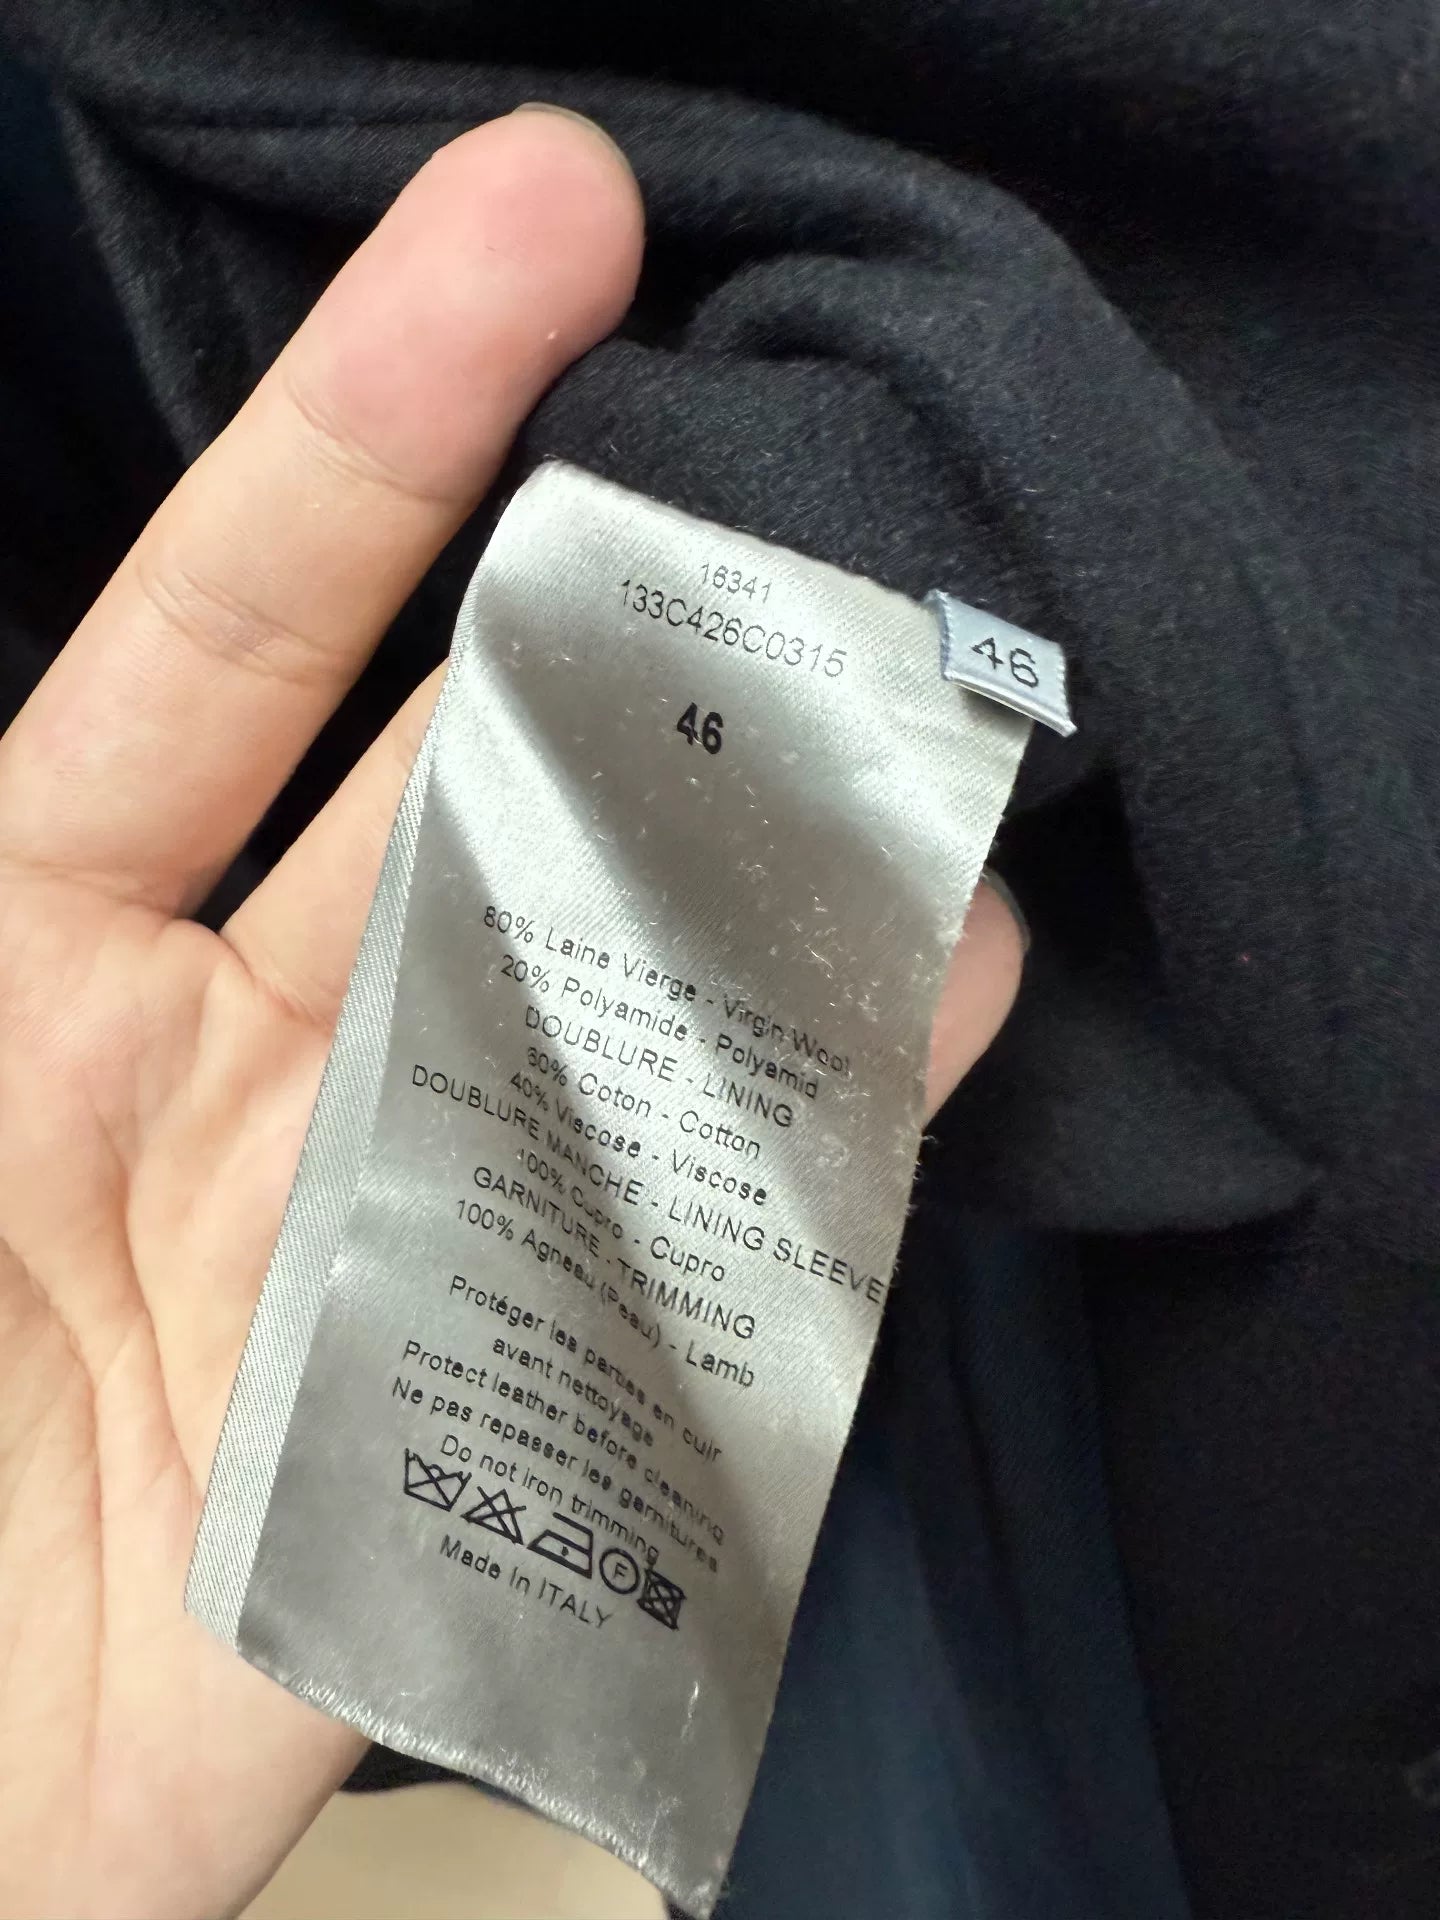 16341
133C426C0315
46
46
80% Laine Vierge - Virgin Wool
20% Polyamide - Polyamid
DOUBLURE - LINING
60% Coton - Cotton
40% Viscose - Viscose
DOUBLURE MANCHE - LINING SLEEVE
100% Cupro - Cupro
GARNITURE - TRIMMING
100% Agneau (Peau) - Lamb
Protéger les parties en cuir
avant nettoyage
Protect leather before cleaning
Ne pas repasser les garnitures
Do not iron trimming
F
Made in ITALY